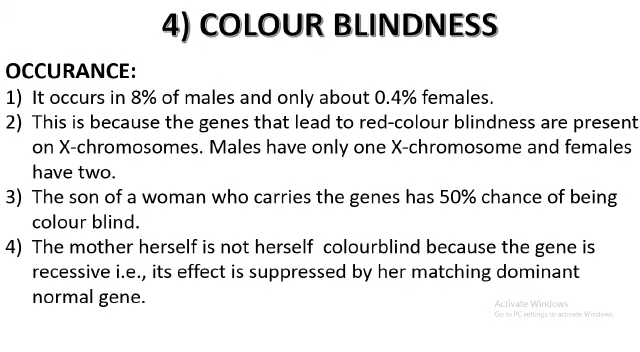 4) COLOUR BLINDNESS
OCCURANCE:
1) It occurs in 8% of males and only about 0.4% females.
2) This is because the genes that lead to red-colour blindness are present
on X-chromosomes. Males have only one X-chromosome and females
have two.
3) The son of a woman who carries the genes has 50% chance of being
colour blind.
4) The mother herself is not herself colourblind because the gene is
recessive i.e., its effect is suppressed by her matching dominant
normal gene.
Activate Windows
Go to PC settings to activate Windows.